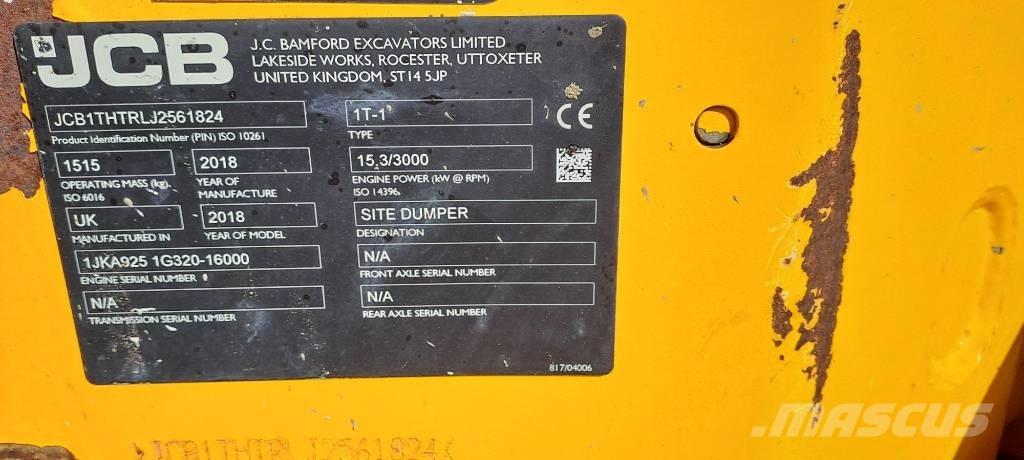 JCB
J.C. BAMFORD EXCAVATORS LIMITED
LAKESIDE WORKS, ROCESTER, UTTOXETER
UNITED KINGDOM, ST14 5JP
JCB1THTRLJ2561824
Product Identification Number (PIN) ISO 10261
1T-1
TYPE
CE
1515
OPERATING MASS (kg)
ISO 6016
2018
YEAR OF
MANUFACTURE
15,3/3000
ENGINE POWER (kW @ RPM)
ISO 14396
UK
MANUFACTURED IN
2018
YEAR OF MODEL
SITE DUMPER
DESIGNATION
1JKA925 1G320-16000
ENGINE SERIAL NUMBER
N/A
FRONT AXLE SERIAL NUMBER
N/A
TRANSMISSION SERIAL NUMBER
N/A
REAR AXLE SERIAL NUMBER
817/04006
JCB1THTRLJ2561824
MASCUS